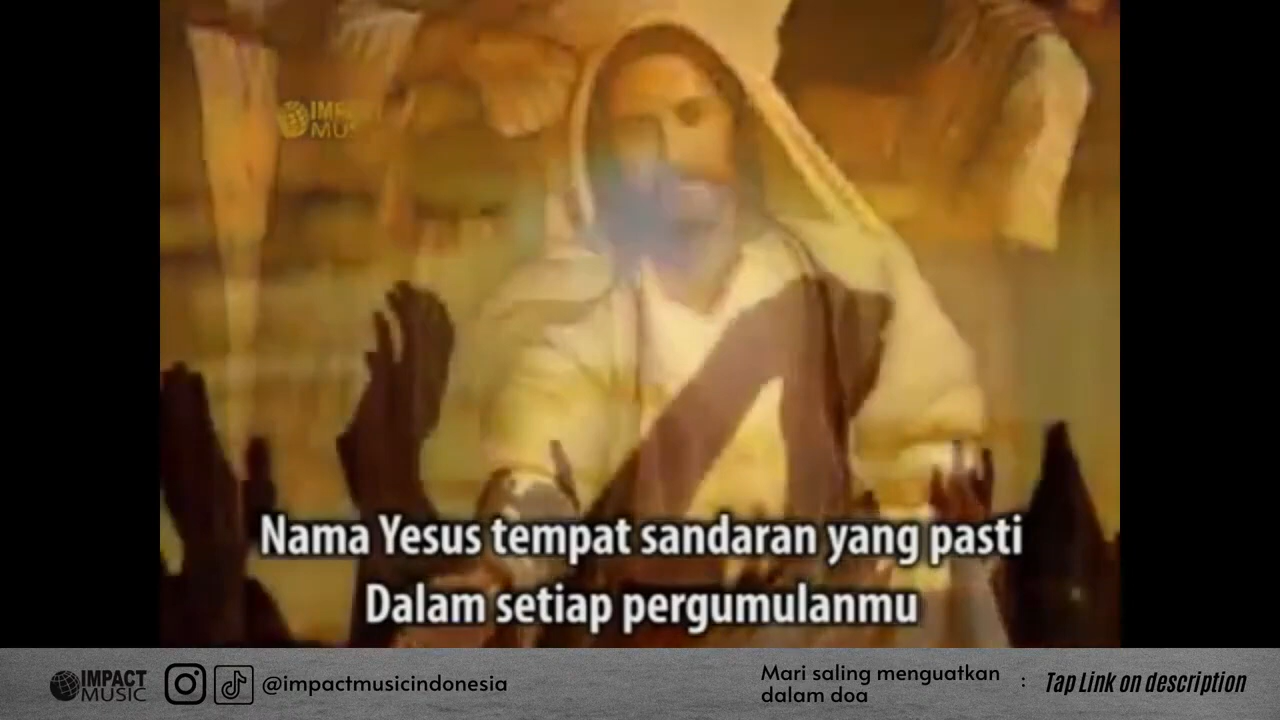 IMPACT
MUSIC
Nama Yesus tempat sandaran yang pasti
Dalam setiap pergumulanmu
IMPACT
MUSIC
@impactmusicindonesia
Mari saling menguatkan
dalam doa
:
Tap Link on description